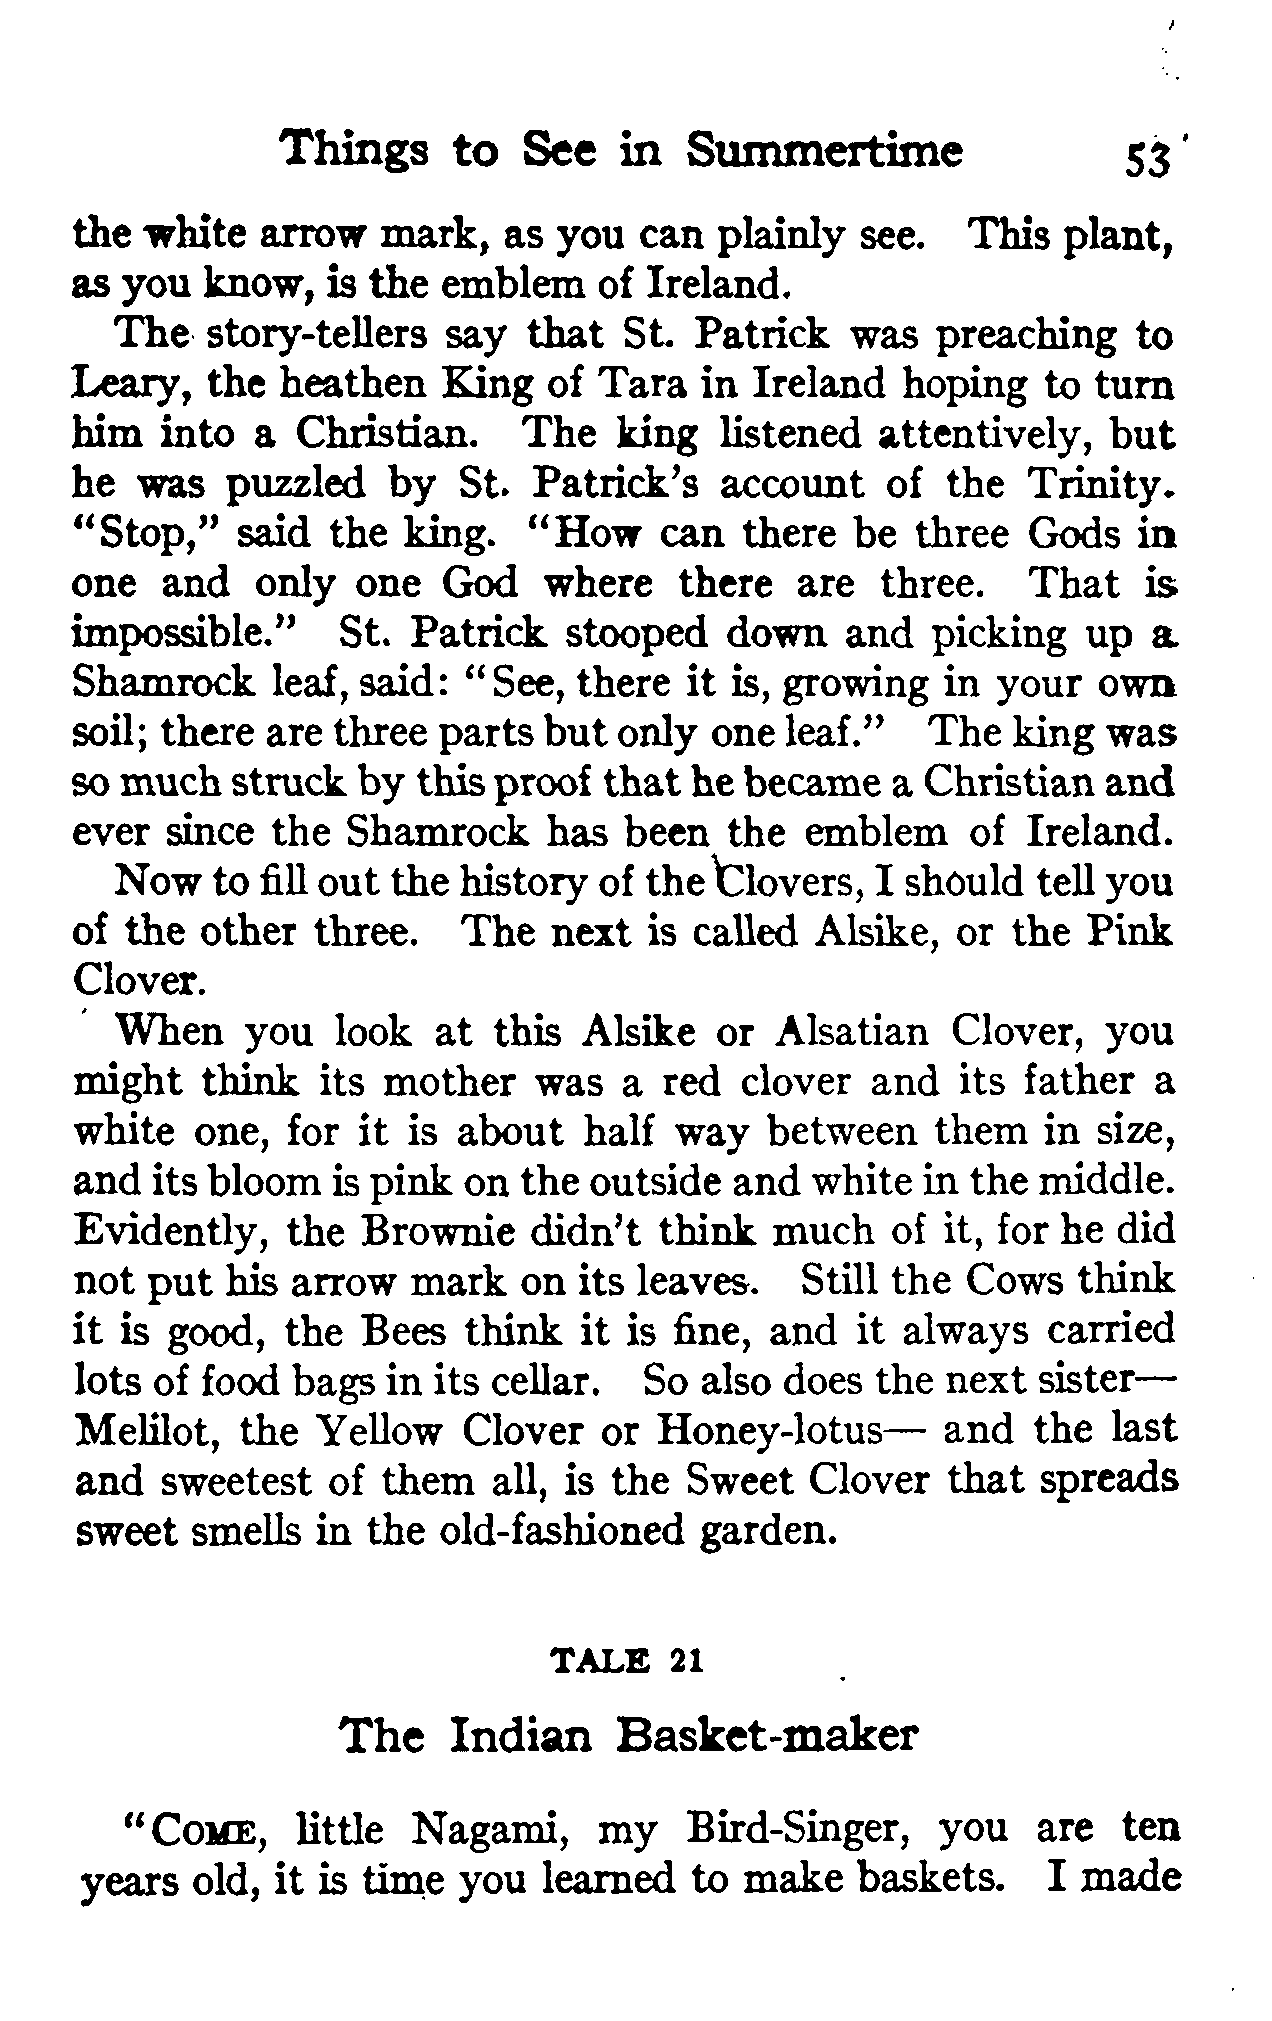 Things to See in Summertime 53
the white arrow mark, as you can plainly see. This plant,
as you know, is the emblem of Ireland.
The story-tellers say that St. Patrick was preaching to
Leary, the heathen King of Tara in Ireland hoping to turn
him into a Christian. The king listened attentively, but
he was puzzled by St. Patrick's account of the Trinity.
"Stop," said the king. "How can there be three Gods in
one and only one God where there are three. That is
impossible." St. Patrick stooped down and picking up a
Shamrock leaf, said: "See, there it is, growing in your own
soil; there are three parts but only one leaf." The king was
so much struck by this proof that he became a Christian and
ever since the Shamrock has been the emblem of Ireland.
Now to fill out the history of the Clovers, I should tell you
of the other three. The next is called Alsike, or the Pink
Clover.
When you look at this Alsike or Alsatian Clover, you
might think its mother was a red clover and its father a
white one, for it is about half way between them in size,
and its bloom is pink on the outside and white in the middle.
Evidently, the Brownie didn't think much of it, for he did
not put his arrow mark on its leaves. Still the Cows think
it is good, the Bees think it is fine, and it always carried
lots of food bags in its cellar. So also does the next sister—
Melilot, the Yellow Clover or Honey-lotus— and the last
and sweetest of them all, is the Sweet Clover that spreads
sweet smells in the old-fashioned garden.
TALE 21
The Indian Basket-maker
"COME, little Nagami, my Bird-Singer, you are ten
years old, it is time you learned to make baskets. I made